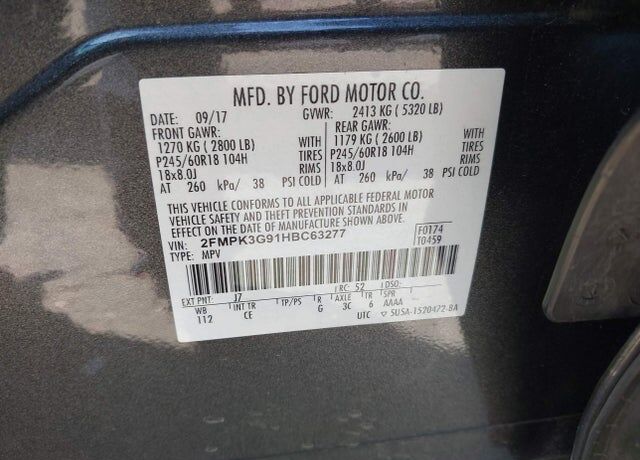 MFD. BY FORD MOTOR CO.
DATE: 09/17 GVWR: 2413 KG ( 5320 LB)
FRONT GAWR: REAR GAWR:
1270 KG ( 2800 LB) WITH 1179 KG ( 2600 LB) WITH
P245/60R18 104H TIRES P245/60R18 104H TIRES
18x8.0J RIMS 18x8.0J RIMS
AT 260 kPa/ 38 PSI COLD AT 260 kPa/ 38 PSI COLD
THIS VEHICLE CONFORMS TO ALL APPLICABLE FEDERAL MOTOR
VEHICLE SAFETY AND THEFT PREVENTION STANDARDS IN
EFFECT ON THE DATE OF MANUFACTURE SHOWN ABOVE.
VIN: 2FMPK3G91HBC63277 F0174
TYPE: MPV T0459
EXT PNT: J7 RC: 52 DSO:
WB INT TR TP/PS R AXLE TR SPR
112 CE G 3C 6 AAAA
UTC ▽ SUSA-1520472-BA